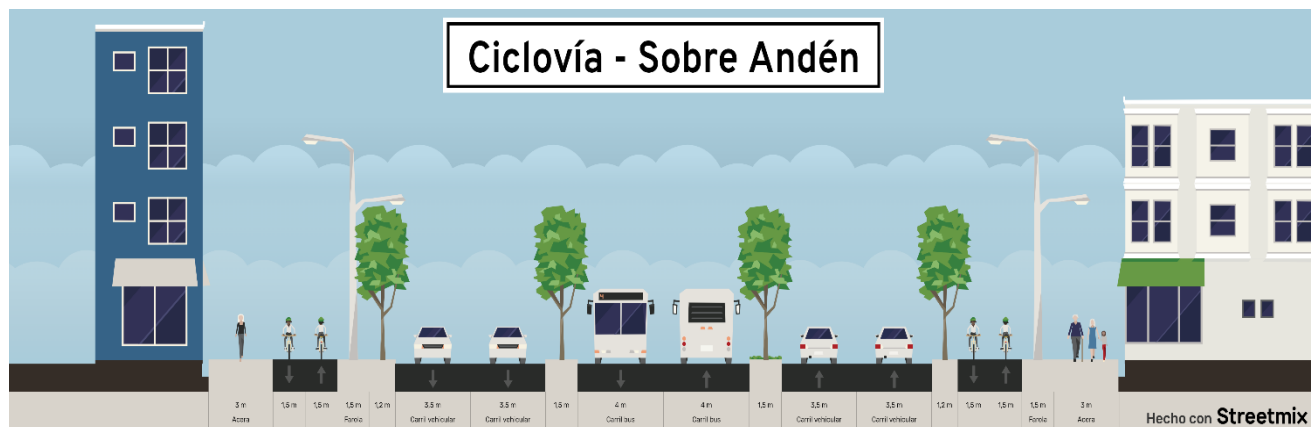 Ciclovía - Sobre Andén
3 m 1,5 m 1,5 m 1,5 m 1,2 m 3,5 m 3,5 m 1,5 m 4 m 4 m 1,5 m 3,5 m 3,5 m 1,2 m 1,5 m 1,5 m 1,5 m 3 m
Acera Farola Carril vehicular Carril vehicular Carril bus Carril bus Carril vehicular Carril vehicular Farola Acera
Hecho con Streetmix